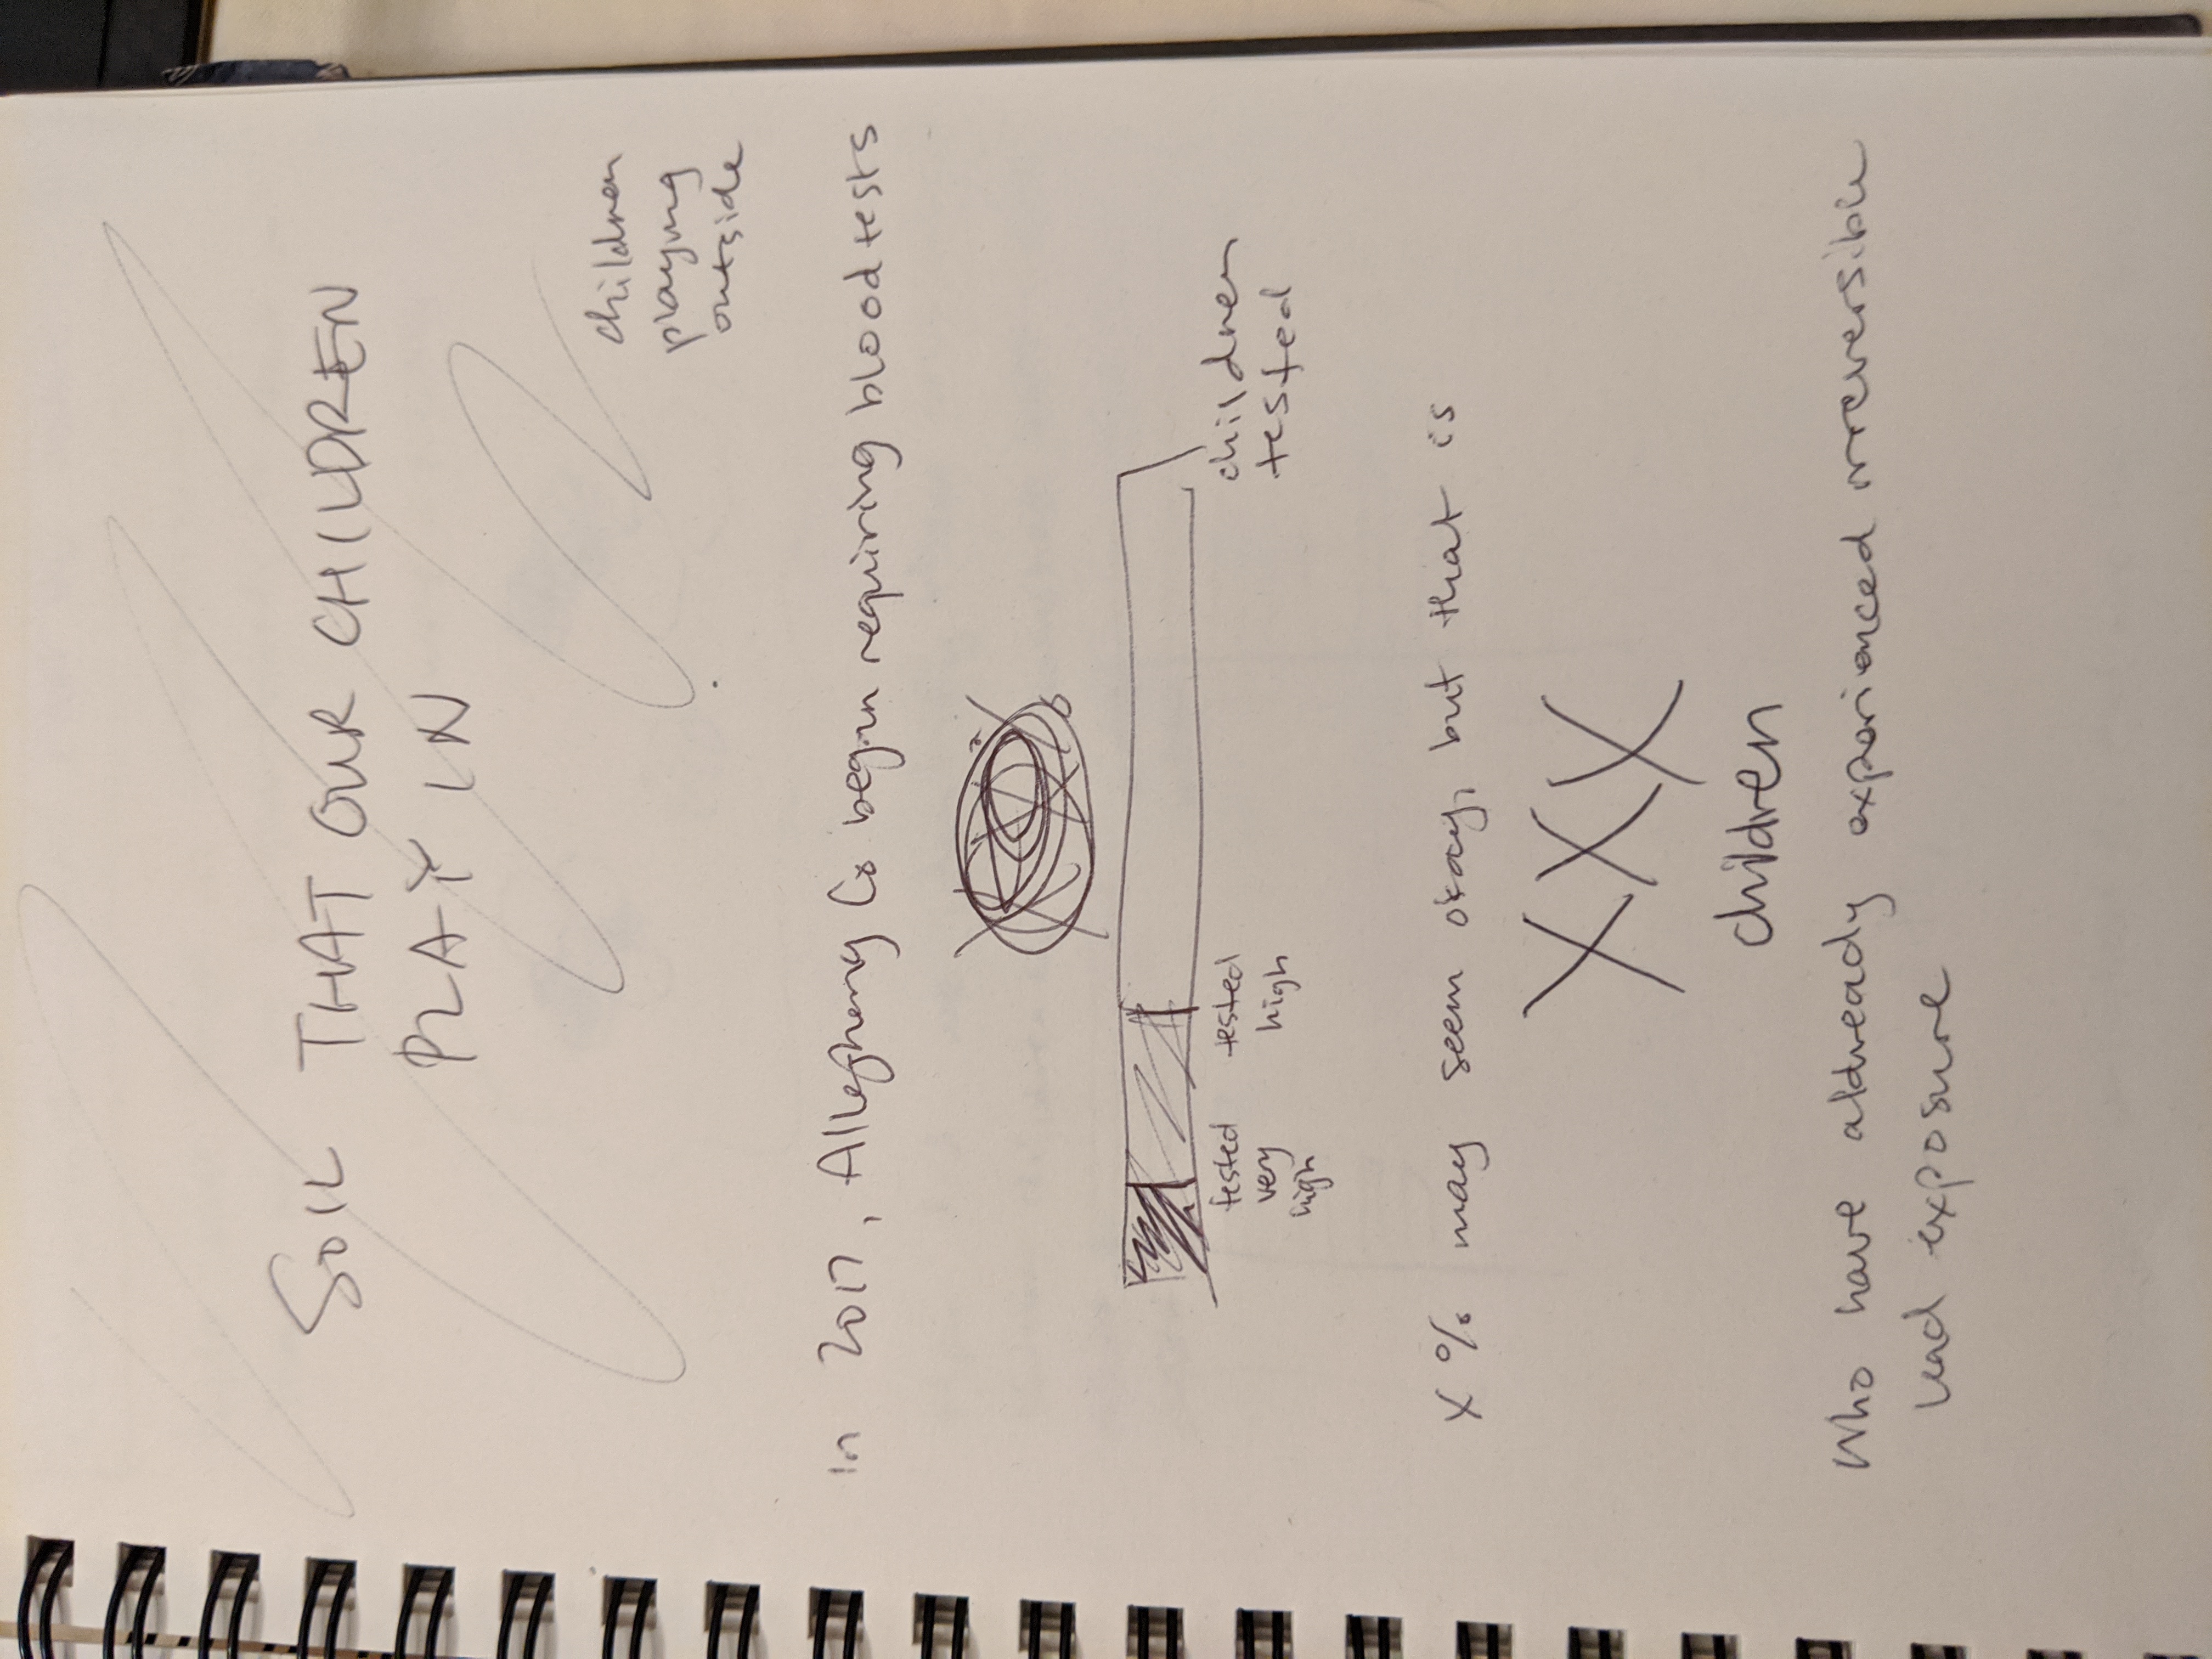 SOIL THAT OUR CHILDREN
PLAY IN
children
playing
outside
In 2017, Allegheny Co began requiring blood tests
XX%
tested
very
high
tested
high
children
tested
X% may seem okay, but that is
XXX
children
who have aldready experienced irreversible
lead exposure